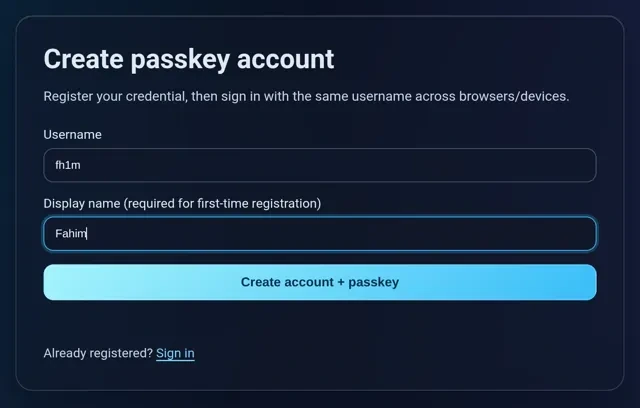 Create passkey account
Register your credential, then sign in with the same username across browsers/devices.
Username
fh1m
Display name (required for first-time registration)
Fahim
Create account + passkey
Already registered? Sign in